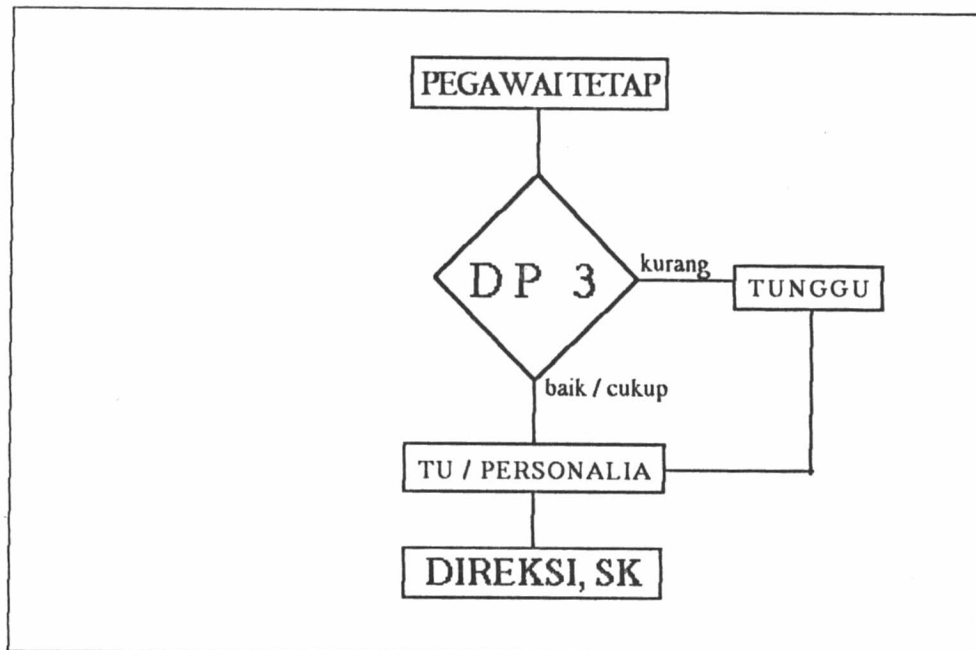 PEGAWAI TETAP
DP 3
kurang
TUNGGU
baik / cukup
TU / PERSONALIA
DIREKSI, SK